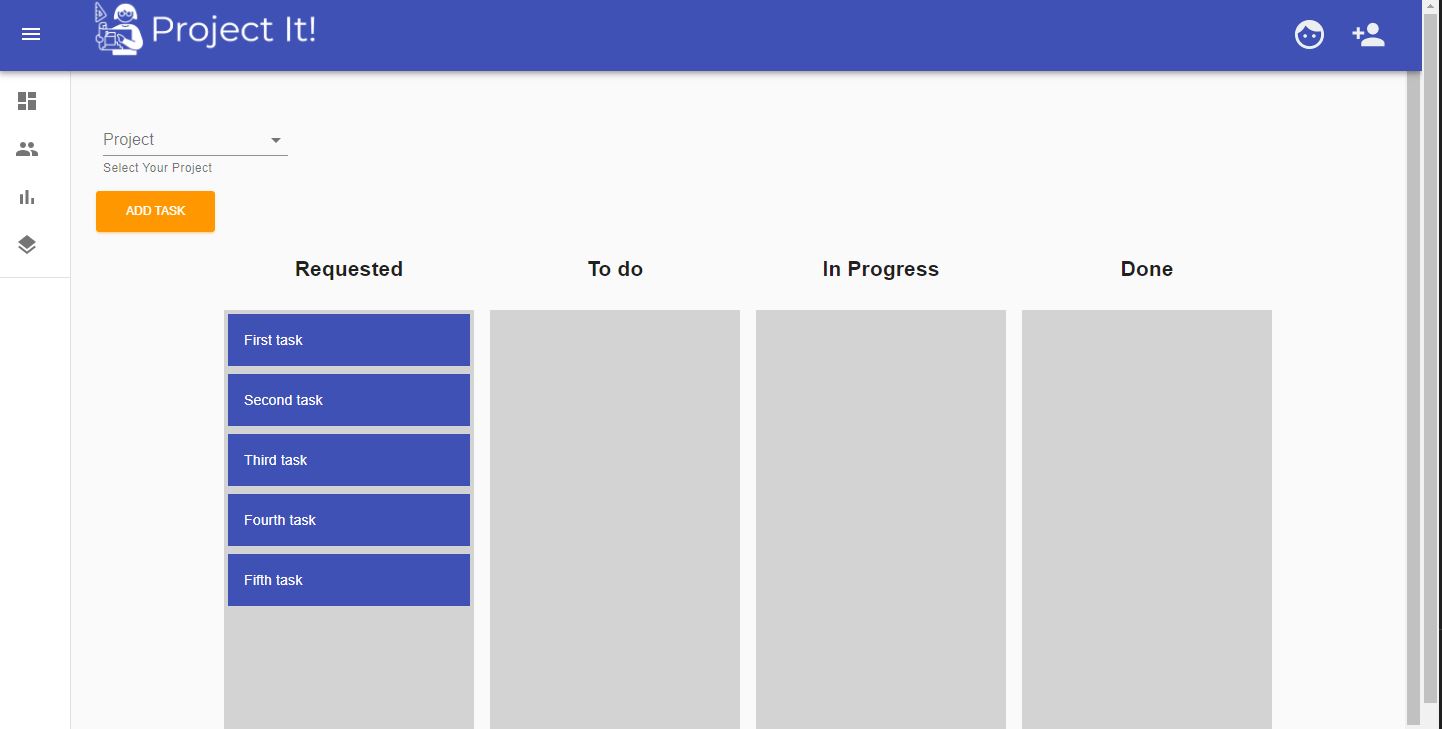 Project It!
Project
Select Your Project
ADD TASK
Requested
To do
In Progress
Done
First task
Second task
Third task
Fourth task
Fifth task